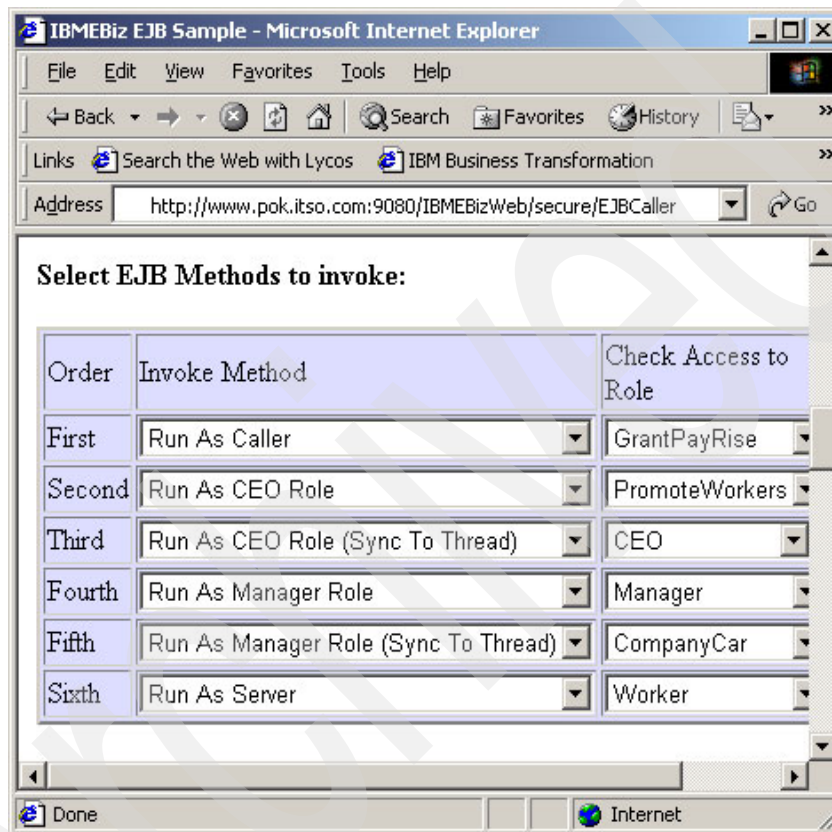 IBMEBiz EJB Sample - Microsoft Internet Explorer
File Edit View Favorites Tools Help
Back Search Favorites History »
Links Search the Web with Lycos IBM Business Transformation »
Address http://www.pok.itso.com:9080/IBMEBizWeb/secure/EJBCaller Go
Select EJB Methods to invoke:
Order Invoke Method Check Access to
Role
First Run As Caller GrantPayRise
Second Run As CEO Role PromoteWorkers
Third Run As CEO Role (Sync To Thread) CEO
Fourth Run As Manager Role Manager
Fifth Run As Manager Role (Sync To Thread) CompanyCar
Sixth Run As Server Worker
Done Internet